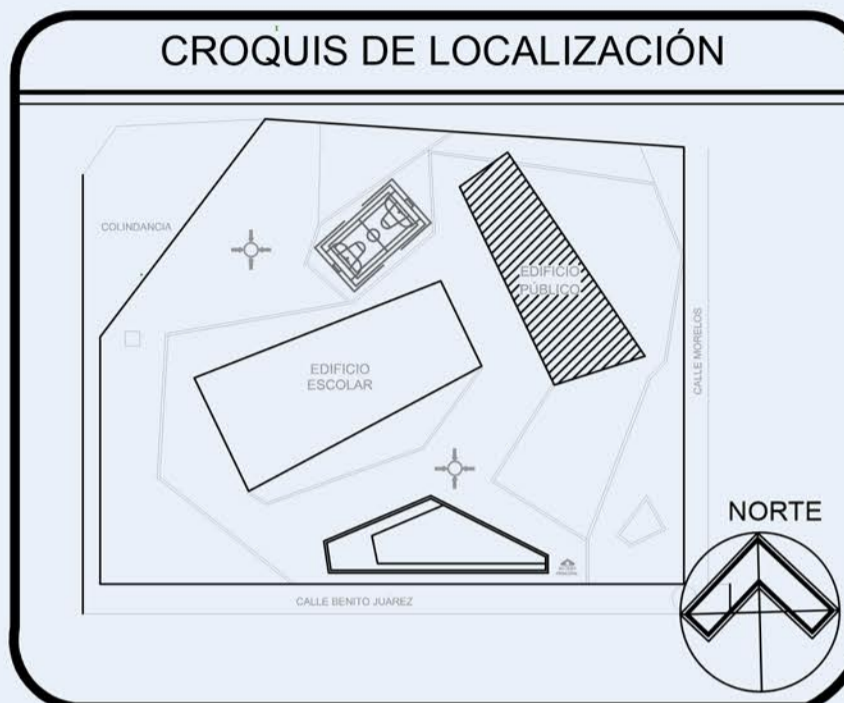 CROQUIS DE LOCALIZACIÓN
COLINDANCIA
EDIFICIO
PÚBLICO
EDIFICIO
ESCOLAR
CALLE MORELOS
NORTE
CALLE BENITO JUAREZ